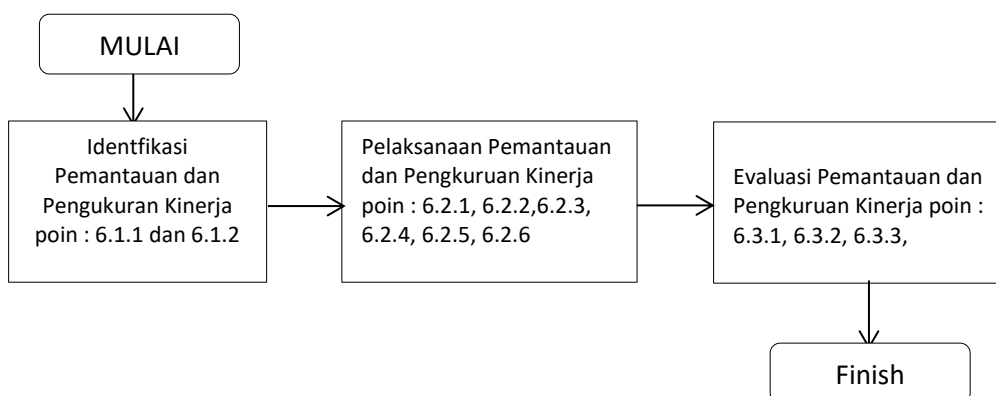 MULAI
Identfikasi
Pemantauan dan
Pengukuran Kinerja
poin : 6.1.1 dan 6.1.2
Pelaksanaan Pemantauan
dan Pengkuruan Kinerja
poin : 6.2.1, 6.2.2,6.2.3,
6.2.4, 6.2.5, 6.2.6
Evaluasi Pemantauan dan
Pengkuruan Kinerja poin :
6.3.1, 6.3.2, 6.3.3,
Finish